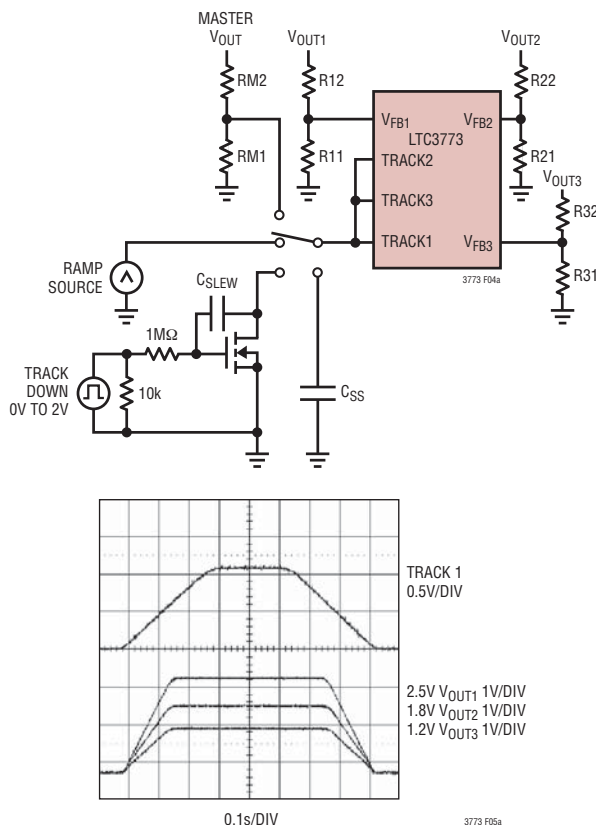 MASTER
VOUT
VOUT1
VOUT2
RM2
R12
R22
VFB1
VFB2
LTC3773
RM1
R11
TRACK2
R21
VOUT3
TRACK3
R32
TRACK1
VFB3
3773 F04a
R31
RAMP
SOURCE
CSLEW
1MΩ
TRACK
DOWN
0V TO 2V
10k
CSS
TRACK 1
0.5V/DIV
2.5V VOUT1 1V/DIV
1.8V VOUT2 1V/DIV
1.2V VOUT3 1V/DIV
0.1s/DIV
3773 F05a